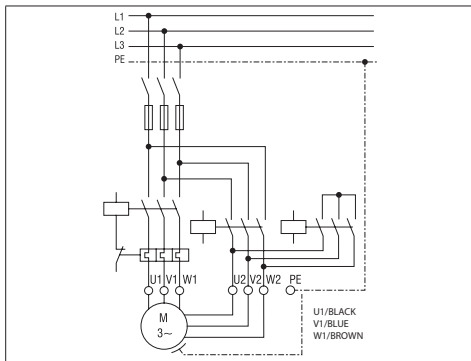 L1
L2
L3
PE
U1 V1 W1 U2 V2 W2 PE
M
3~
U1/BLACK
V1/BLUE
W1/BROWN